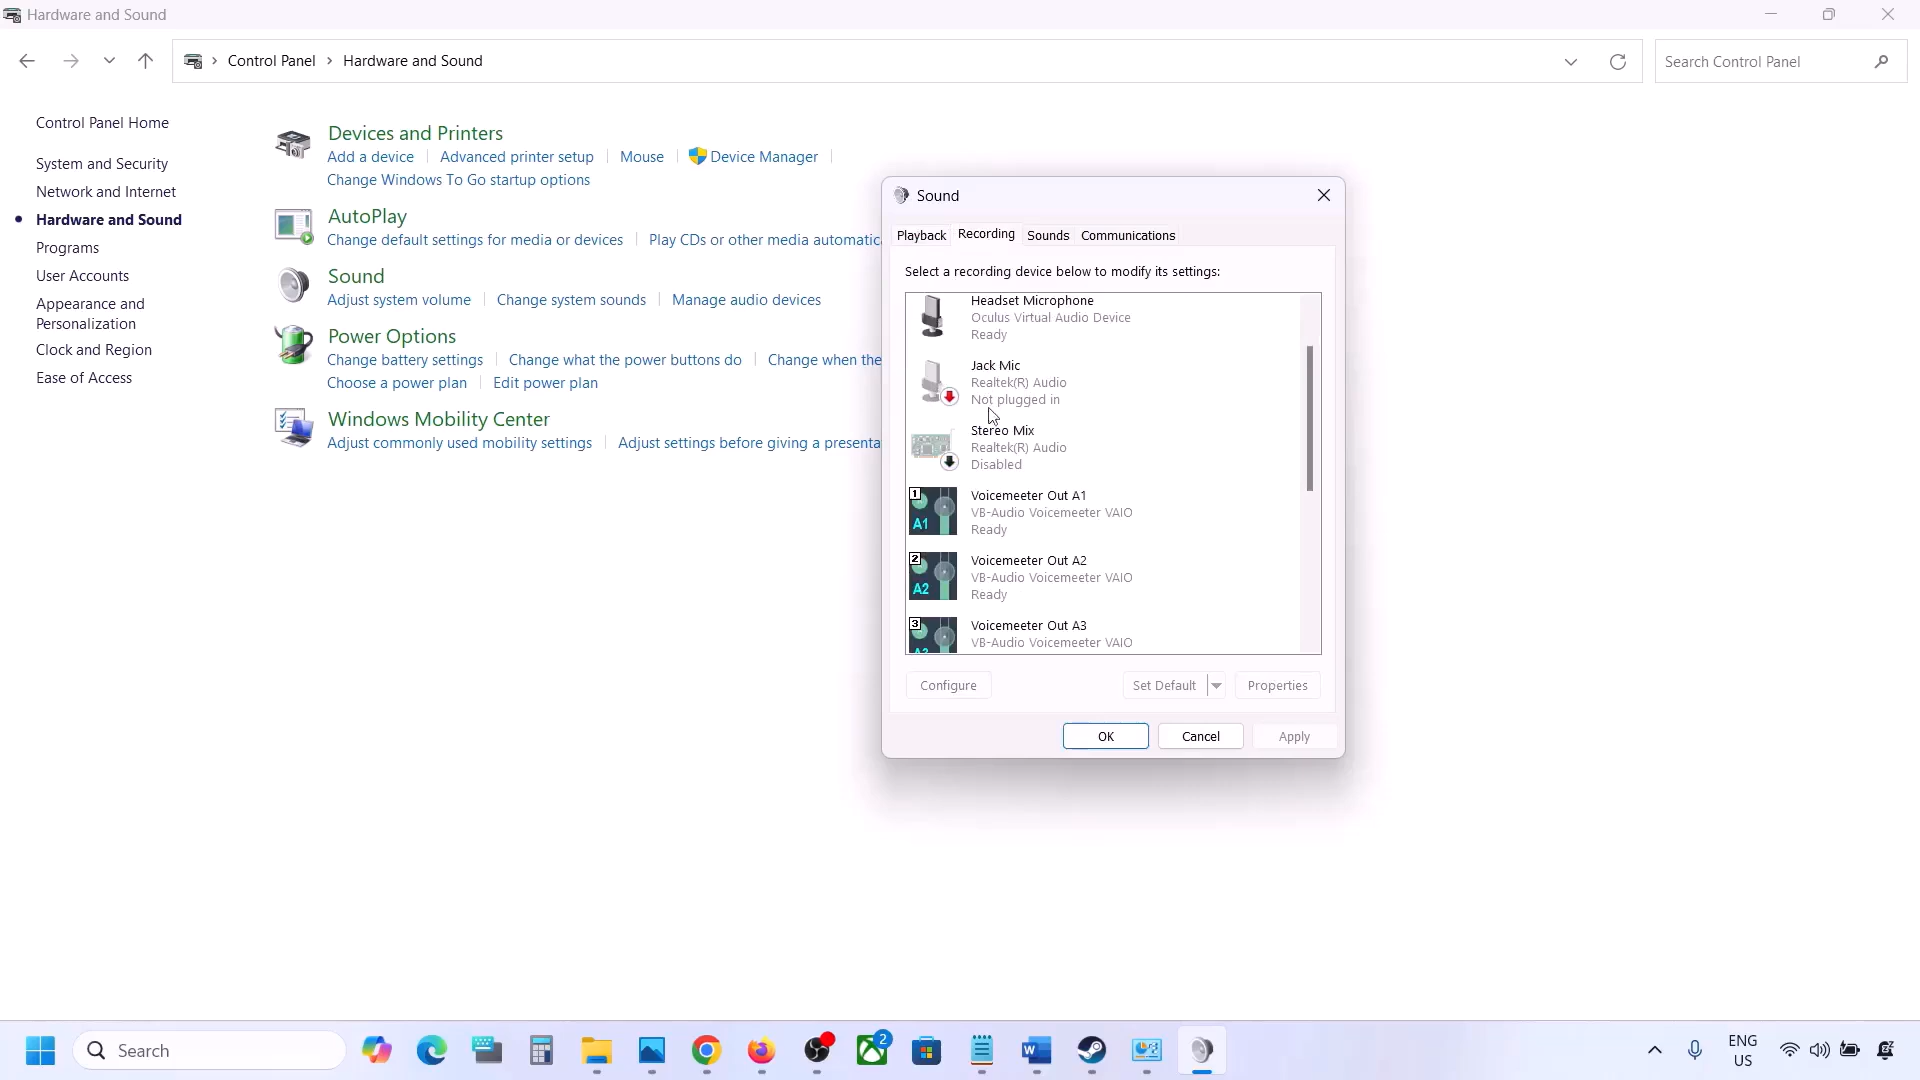 Hardware and Sound
Control Panel > Hardware and Sound
Search Control Panel
Control Panel Home
System and Security
Network and Internet
Hardware and Sound
Programs
User Accounts
Appearance and
Personalization
Clock and Region
Ease of Access
Devices and Printers
Add a device
Advanced printer setup
Mouse
Device Manager
Change Windows To Go startup options
AutoPlay
Change default settings for media or devices
Play CDs or other media automatic
Sound
Adjust system volume
Change system sounds
Manage audio devices
Power Options
Change battery settings
Change what the power buttons do
Change when the
Choose a power plan
Edit power plan
Windows Mobility Center
Adjust commonly used mobility settings
Adjust settings before giving a presenta
Sound
Playback
Recording
Sounds
Communications
Select a recording device below to modify its settings:
Headset Microphone
Oculus Virtual Audio Device
Ready
Jack Mic
Realtek(R) Audio
Not plugged in
Stereo Mix
Realtek(R) Audio
Disabled
1
A1
Voicemeeter Out A1
VB-Audio Voicemeeter VAIO
Ready
2
A2
Voicemeeter Out A2
VB-Audio Voicemeeter VAIO
Ready
3
A3
Voicemeeter Out A3
VB-Audio Voicemeeter VAIO
Configure
Set Default
Properties
OK
Cancel
Apply
Search
2
ENG
US